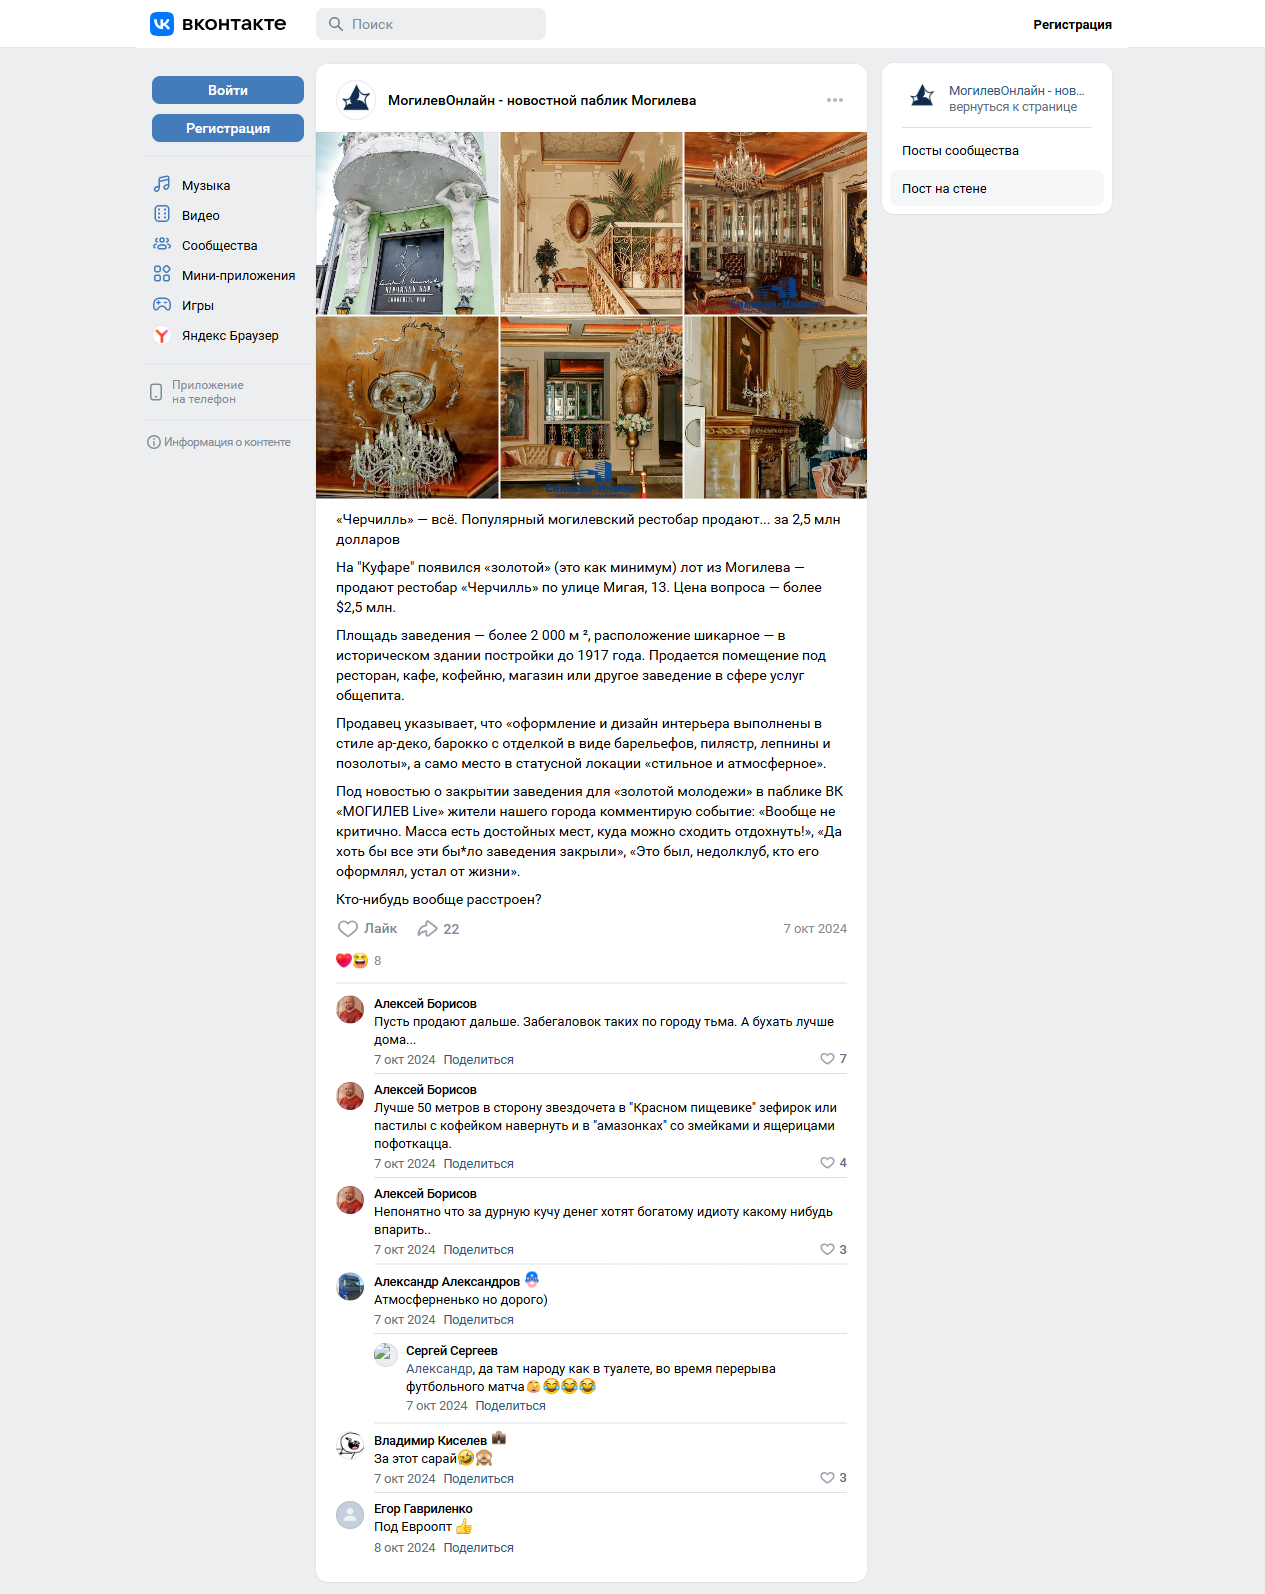 вконтакте
Поиск
Регистрация
Войти
Регистрация
Музыка
Видео
Сообщества
Мини-приложения
Игры
Яндекс Браузер
Приложение
на телефон
Информация о контенте
МогилевОнлайн - новостной паблик Могилева
ЧЕРЧИЛЛЬ БАР
CHURCHILL BAR
«Черчилль» — всё. Популярный могилевский рестобар продают... за 2,5 млн
долларов
На "Куфаре" появился «золотой» (это как минимум) лот из Могилева —
продают рестобар «Черчилль» по улице Мигая, 13. Цена вопроса — более
$2,5 млн.
Площадь заведения — более 2 000 м ², расположение шикарное — в
историческом здании постройки до 1917 года. Продается помещение под
ресторан, кафе, кофейню, магазин или другое заведение в сфере услуг
общепита.
Продавец указывает, что «оформление и дизайн интерьера выполнены в
стиле ар-деко, барокко с отделкой в виде барельефов, пилястр, лепнины и
позолоты», а само место в статусной локации «стильное и атмосферное».
Под новостью о закрытии заведения для «золотой молодежи» в паблике ВК
«МОГИЛЕВ Live» жители нашего города комментирую событие: «Вообще не
критично. Масса есть достойных мест, куда можно сходить отдохнуть!», «Да
хоть бы все эти бы*ло заведения закрыли», «Это был, недолклуб, кто его
оформлял, устал от жизни».
Кто-нибудь вообще расстроен?
Лайк 22 7 окт 2024
8
Алексей Борисов
Пусть продают дальше. Забегаловок таких по городу тьма. А бухать лучше
дома...
7 окт 2024 Поделиться 7
Алексей Борисов
Лучше 50 метров в сторону звездочета в "Красном пищевике" зефирок или
пастилы с кофейком навернуть и в "амазонках" со змейками и ящерицами
пофоткацца.
7 окт 2024 Поделиться 4
Алексей Борисов
Непонятно что за дурную кучу денег хотят богатому идиоту какому нибудь
впарить..
7 окт 2024 Поделиться 3
Александр Александров
Атмосферненько но дорого)
7 окт 2024 Поделиться
Сергей Сергеев
Александр, да там народу как в туалете, во время перерыва
футбольного матча🫣😂😂😂
7 окт 2024 Поделиться
Владимир Киселев
За этот сарай🤣🙈
7 окт 2024 Поделиться 3
Егор Гавриленко
Под Евроопт 👍
8 окт 2024 Поделиться
МогилевОнлайн - нов...
вернуться к странице
Посты сообщества
Пост на стене